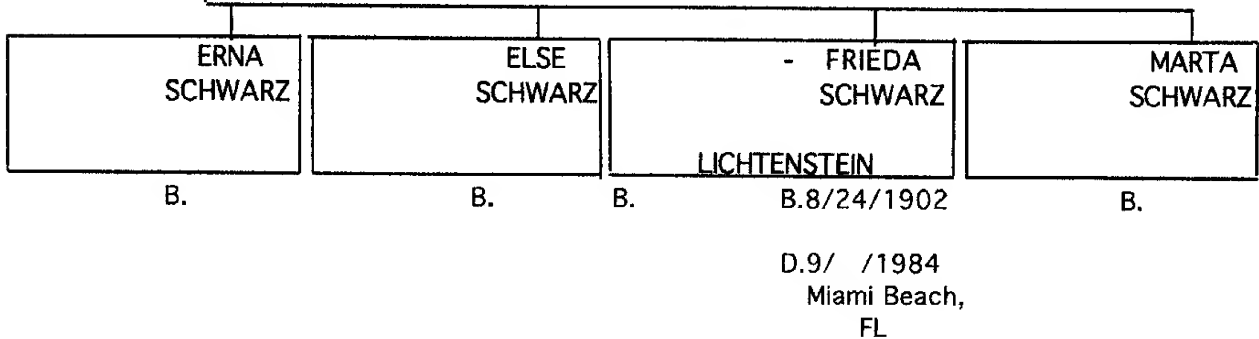 ERNA
SCHWARZ
ELSE
SCHWARZ
- FRIEDA
SCHWARZ
LICHTENSTEIN
MARTA
SCHWARZ
B.
B.
B.
B.8/24/1902
B.
D.9/ /1984
Miami Beach,
FL